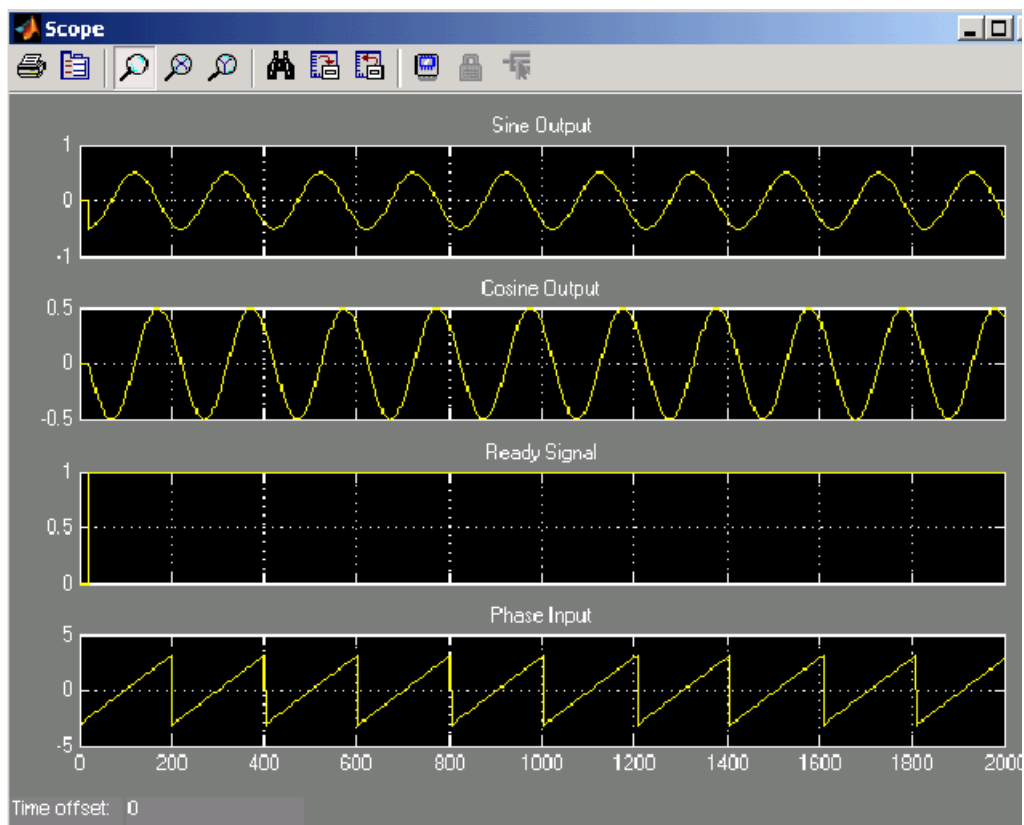 Scope
Sine Output
1
0
-1
Cosine Output
0.5
0
-0.5
Ready Signal
1
0.5
0
Phase Input
5
0
-5
0 200 400 600 800 1000 1200 1400 1600 1800 2000
Time offset: 0